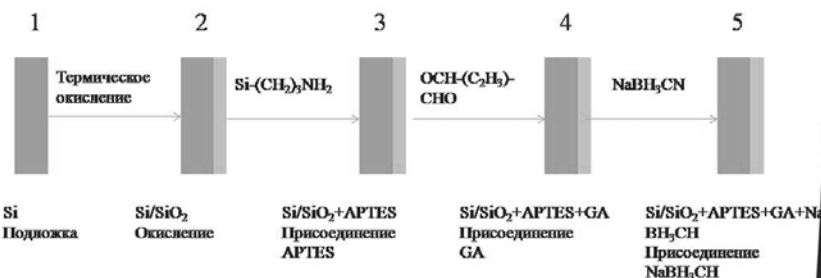 1 2 3 4 5
Термическое
окисление
Si-(CH₂)₃NH₂
OCH-(C₂H₃)-
CHO
NaBH₃CN
Si
Подложка
Si/SiO₂
Окисление
Si/SiO₂+APTES
Присоединение
APTES
Si/SiO₂+APTES+GA
Присоединение
GA
Si/SiO₂+APTES+GA+Na
BH₃CH
Присоединение
NaBH₃CH